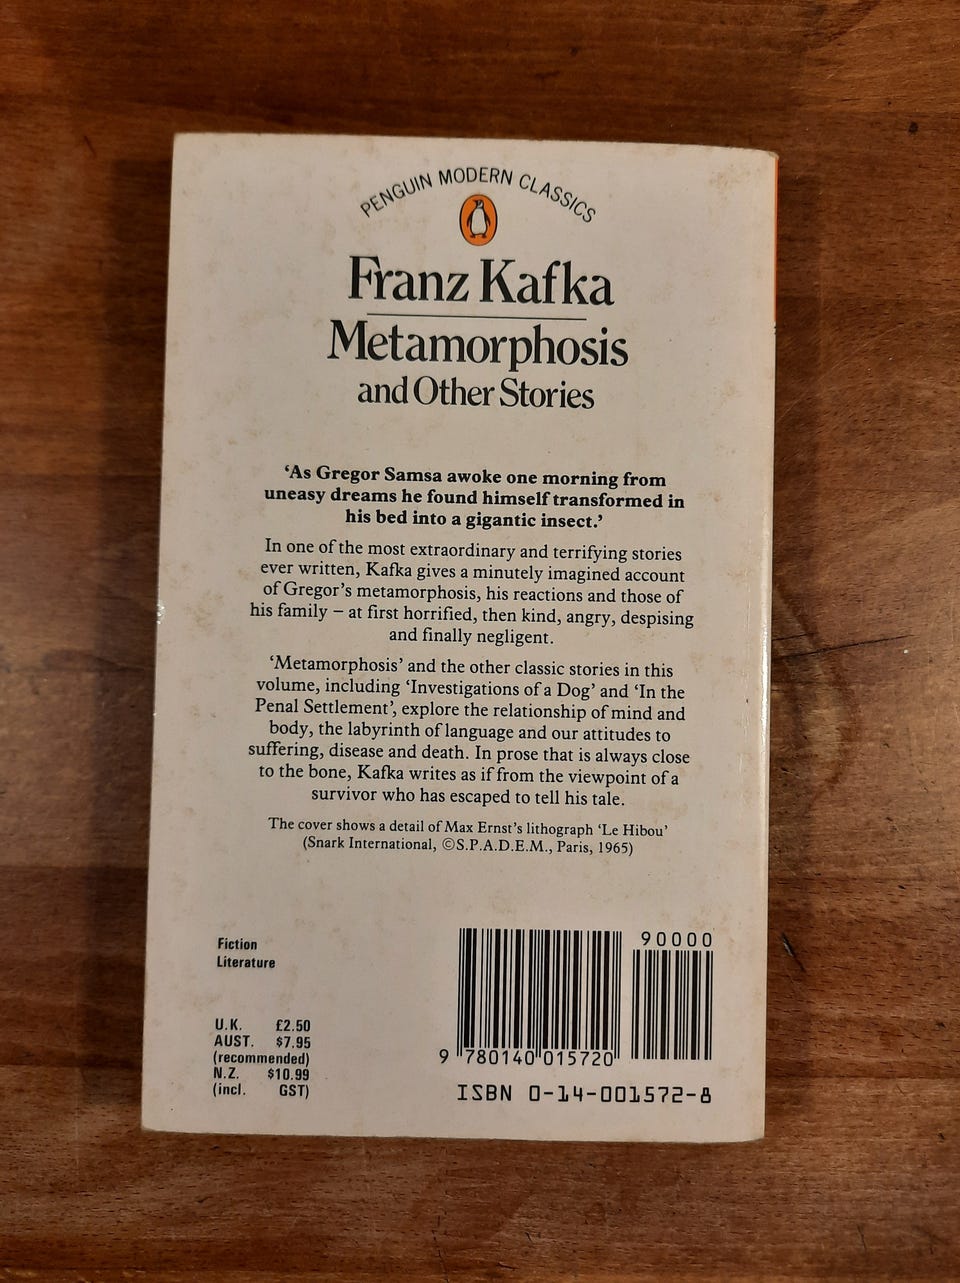 PENGUIN MODERN CLASSICS
Franz Kafka
Metamorphosis
and Other Stories
‘As Gregor Samsa awoke one morning from
uneasy dreams he found himself transformed in
his bed into a gigantic insect.’
In one of the most extraordinary and terrifying stories
ever written, Kafka gives a minutely imagined account
of Gregor’s metamorphosis, his reactions and those of
his family – at first horrified, then kind, angry, despising
and finally negligent.
‘Metamorphosis’ and the other classic stories in this
volume, including ‘Investigations of a Dog’ and ‘In the
Penal Settlement’, explore the relationship of mind and
body, the labyrinth of language and our attitudes to
suffering, disease and death. In prose that is always close
to the bone, Kafka writes as if from the viewpoint of a
survivor who has escaped to tell his tale.
The cover shows a detail of Max Ernst’s lithograph ‘Le Hibou’
(Snark International, ©S.P.A.D.E.M., Paris, 1965)
Fiction
Literature
U.K. £2.50
AUST. $7.95
(recommended)
N.Z. $10.99
(incl. GST)
90000
9 780140 015720
ISBN 0-14-001572-8